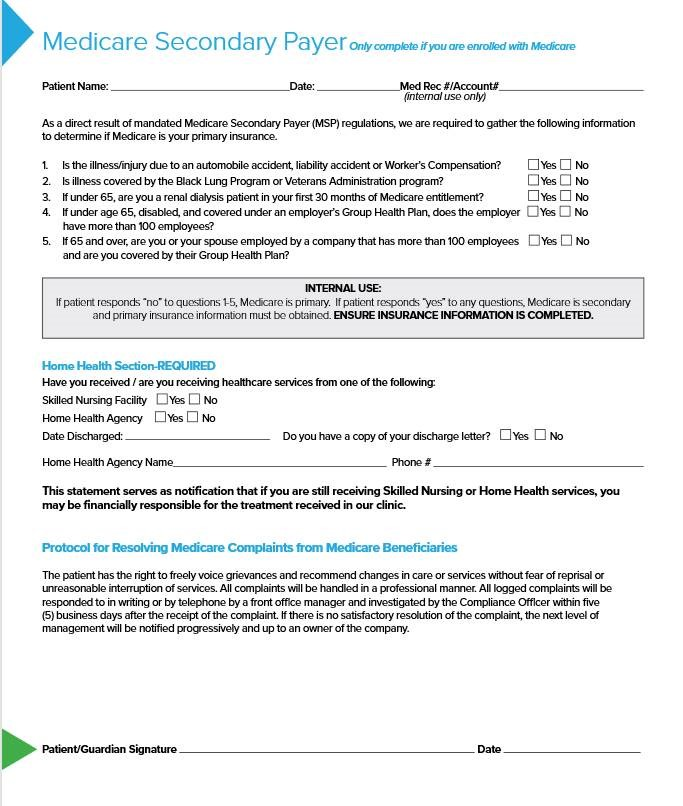 Medicare Secondary Payer Only complete if you are enrolled with Medicare
Patient Name: Date: Med Rec #/Account#
(internal use only)
As a direct result of mandated Medicare Secondary Payer (MSP) regulations, we are required to gather the following information
to determine if Medicare is your primary insurance.
1. Is the illness/injury due to an automobile accident, liability accident or Worker's Compensation? Yes No
2. Is illness covered by the Black Lung Program or Veterans Administration program? Yes No
3. If under 65, are you a renal dialysis patient in your first 30 months of Medicare entitlement? Yes No
4. If under age 65, disabled, and covered under an employer's Group Health Plan, does the employer Yes No
have more than 100 employees?
5. If 65 and over, are you or your spouse employed by a company that has more than 100 employees Yes No
and are you covered by their Group Health Plan?
INTERNAL USE:
If patient responds "no" to questions 1-5, Medicare is primary. If patient responds "yes" to any questions, Medicare is secondary
and primary insurance information must be obtained. ENSURE INSURANCE INFORMATION IS COMPLETED.
Home Health Section-REQUIRED
Have you received / are you receiving healthcare services from one of the following:
Skilled Nursing Facility Yes No
Home Health Agency Yes No
Date Discharged: Do you have a copy of your discharge letter? Yes No
Home Health Agency Name Phone #
This statement serves as notification that if you are still receiving Skilled Nursing or Home Health services, you
may be financially responsible for the treatment received in our clinic.
Protocol for Resolving Medicare Complaints from Medicare Beneficiaries
The patient has the right to freely voice grievances and recommend changes in care or services without fear of reprisal or
unreasonable interruption of services. All complaints will be handled in a professional manner. All logged complaints will be
responded to in writing or by telephone by a front office manager and investigated by the Compliance Officer within five
(5) business days after the receipt of the complaint. If there is no satisfactory resolution of the complaint, the next level of
management will be notified progressively and up to an owner of the company.
Patient/Guardian Signature Date